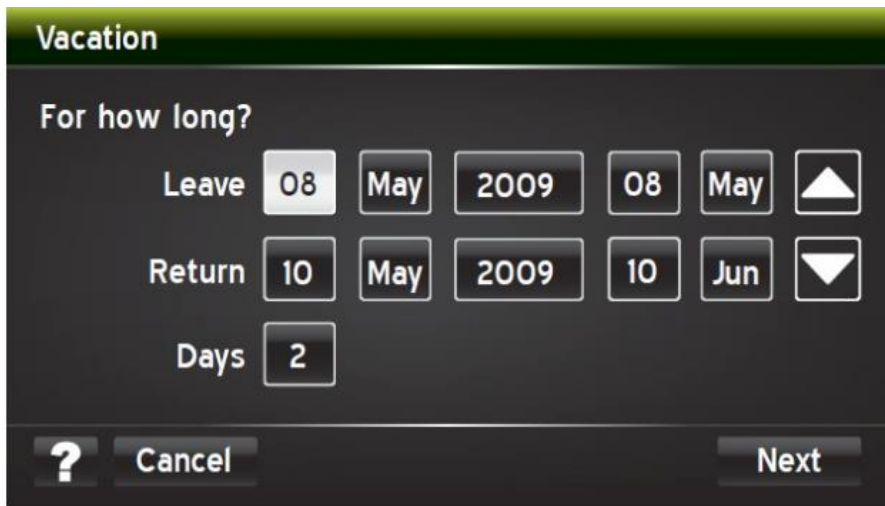 Vacation
For how long?
Leave 08 May 2009 08 May
Return 10 May 2009 10 Jun
Days 2
? Cancel Next